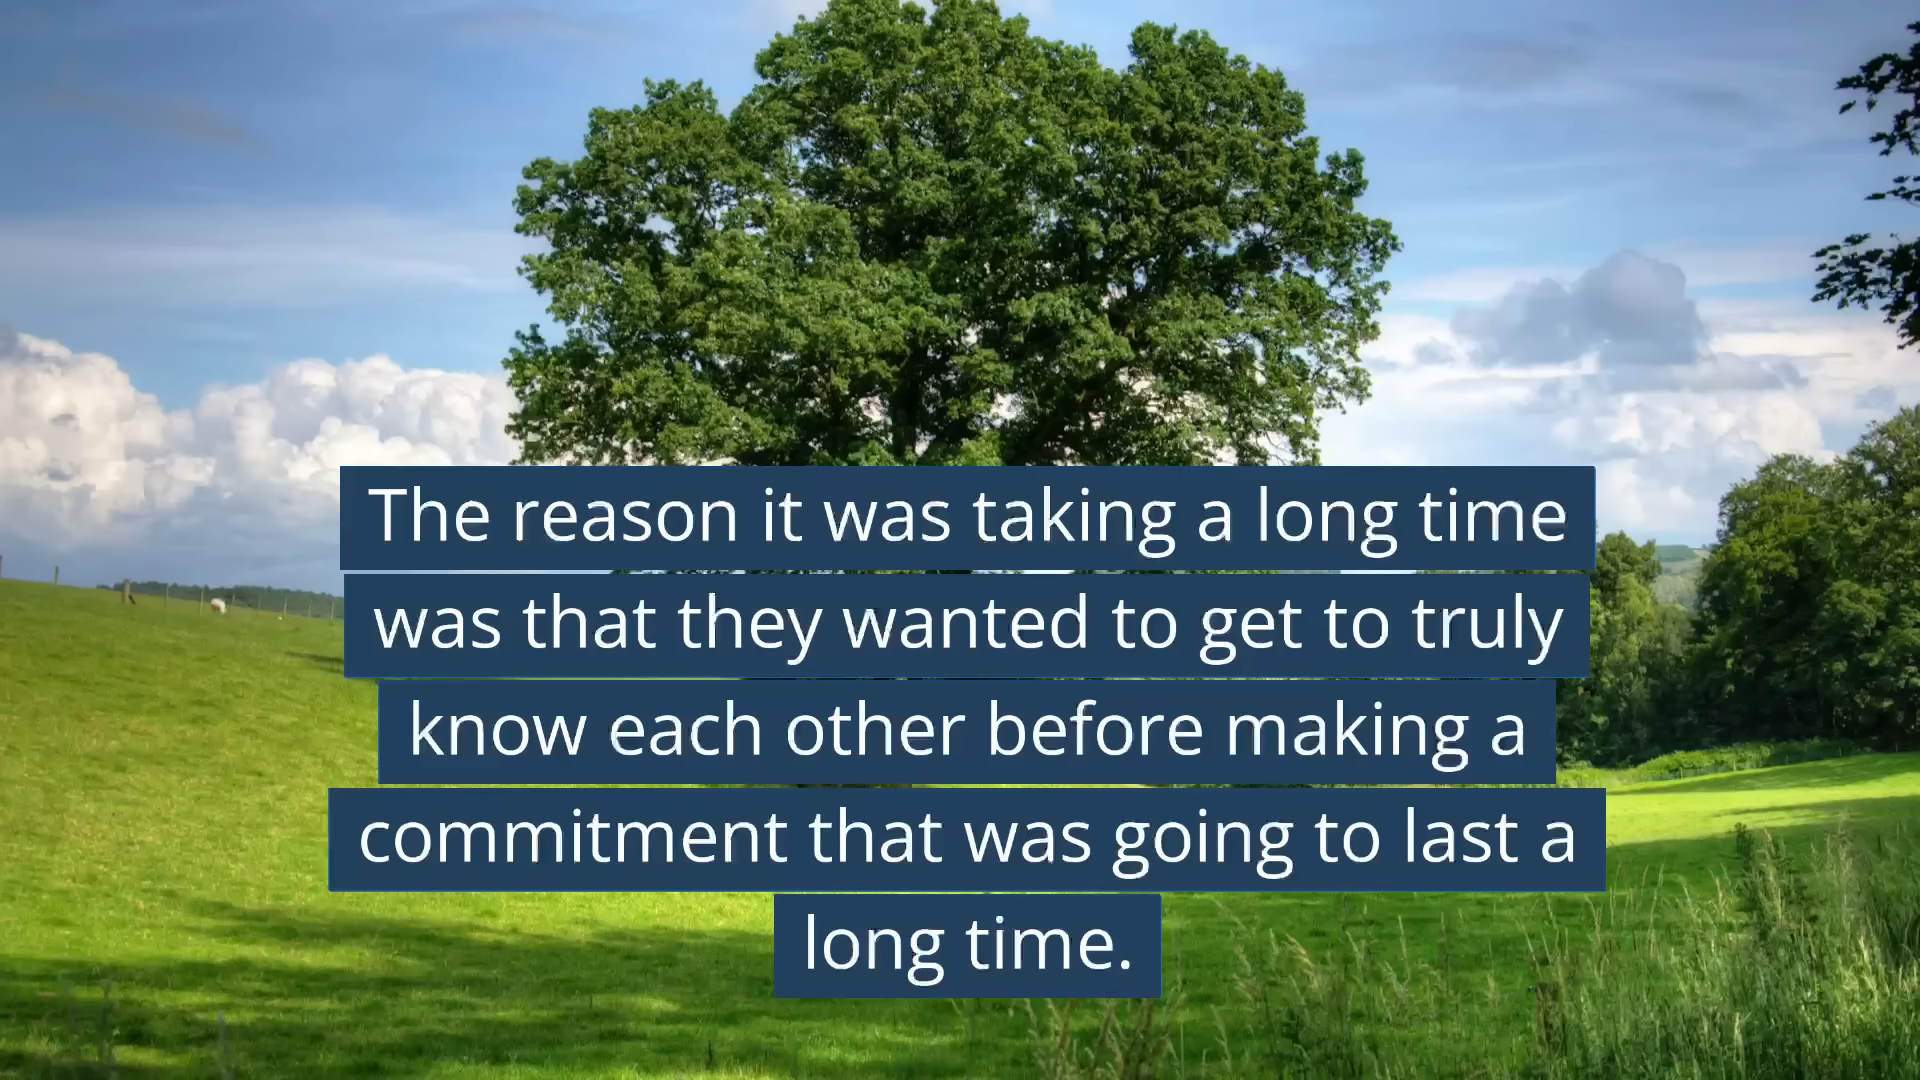 The reason it was taking a long time
was that they wanted to get to truly
know each other before making a
commitment that was going to last a
long time.